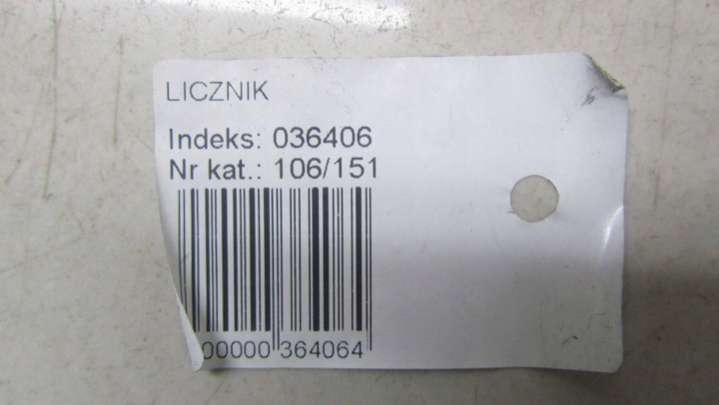 LICZNIK
Indeks: 036406
Nr kat.: 106/151
00000 364064